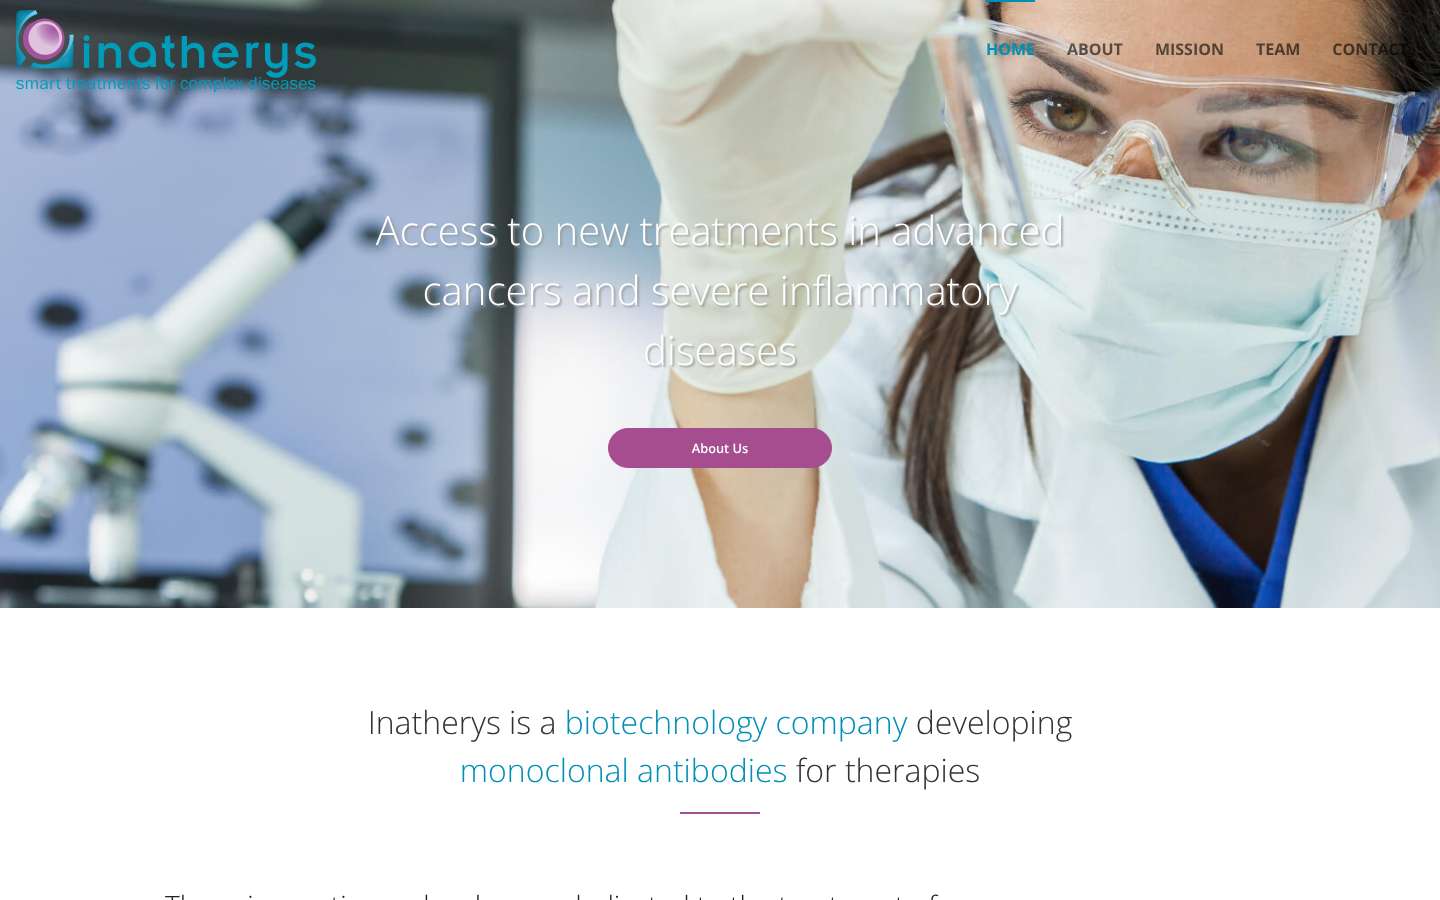 inatherys
smart treatments for complex diseases
HOME ABOUT MISSION TEAM CONTACT
Access to new treatments in advanced
cancers and severe inflammatory
diseases
About Us
Inatherys is a biotechnology company developing
monoclonal antibodies for therapies